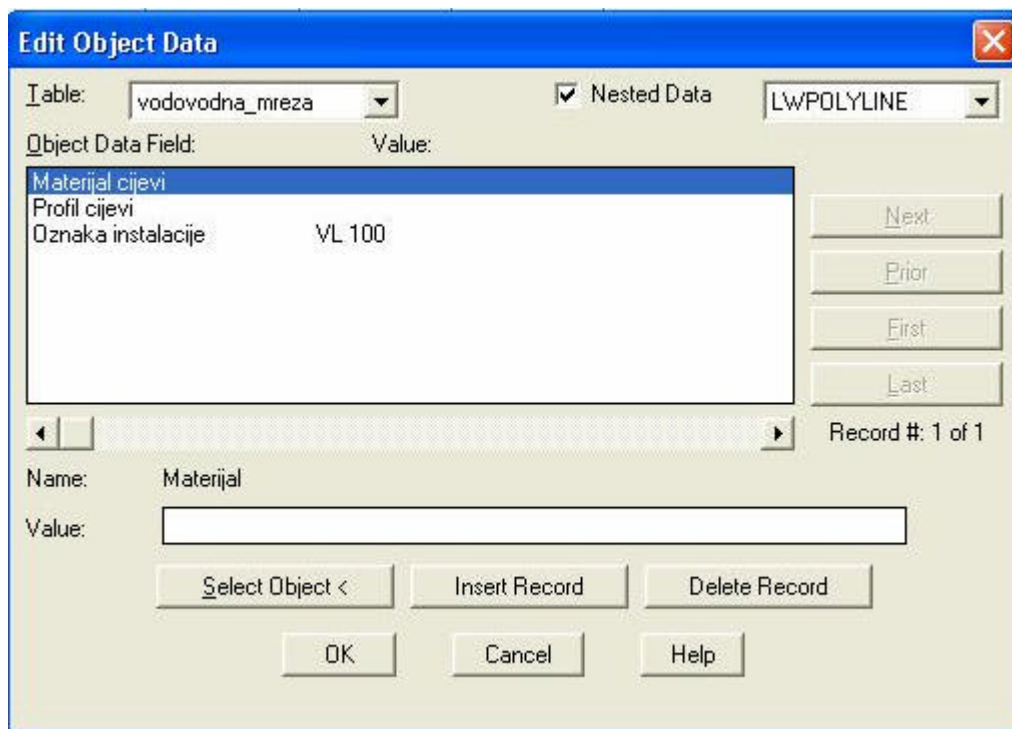 Edit Object Data
Table: vodovodna_mreza Nested Data LWPOLYLINE
Object Data Field: Value:
Materijal cijevi
Profil cijevi
Oznaka instalacije VL 100
Next
Prior
First
Last
Record #: 1 of 1
Name: Materijal
Value:
Select Object < Insert Record Delete Record
OK Cancel Help